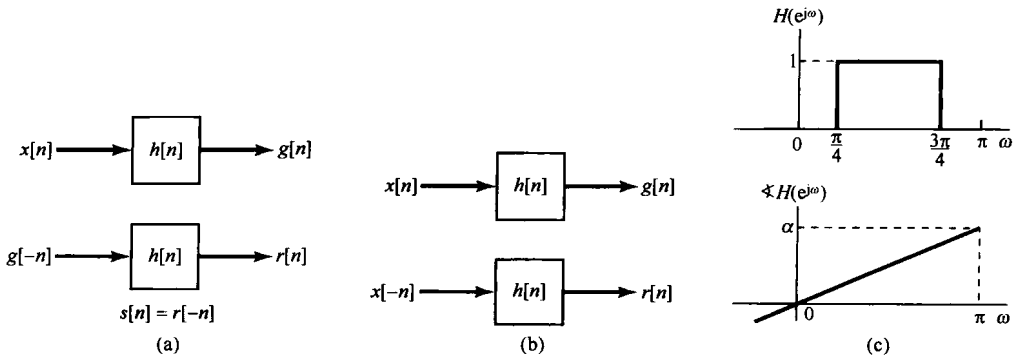 x[n] h[n] g[n]
g[−n] h[n] r[n]
s[n] = r[−n]
(a)
x[n] h[n] g[n]
x[−n] h[n] r[n]
(b)
H(e^{jω})
1
0 π/4 3π/4 π ω
∢H(e^{jω})
α
0 π ω
(c)